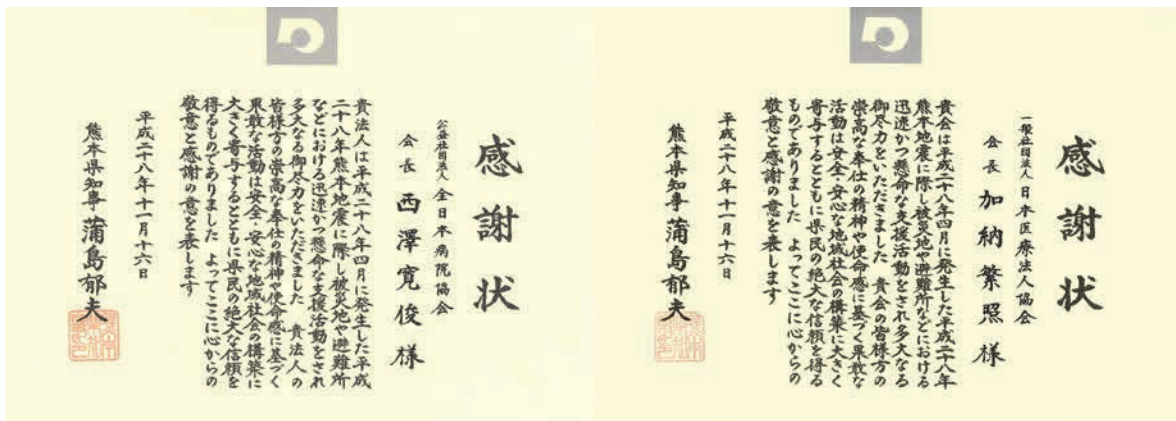 感謝状
公益社団法人 全日本病院協会
会長 西澤寛俊 様
貴法人は平成二十八年四月に発生した平成
二十八年熊本地震に際し被災地や避難所
などにおける迅速かつ懸命な支援活動をされ
多大なる御尽力をいただきました 貴法人の
皆様方の崇高な奉仕の精神や使命感に基づく
果敢な活動は安全・安心な地域社会の構築に
大きく寄与するとともに県民の絶大な信頼を
得るものでありました よってここに心からの
敬意と感謝の意を表します
平成二十八年十一月十六日
熊本県知事 蒲島郁夫
感謝状
一般社団法人 日本医療法人協会
会長 加納繁照 様
貴会は平成二十八年四月に発生した平成二十八年
熊本地震に際し被災地や避難所などにおける
迅速かつ懸命な支援活動をされ多大なる
御尽力をいただきました 貴会の皆様方の
崇高な奉仕の精神や使命感に基づく果敢な
活動は安全・安心な地域社会の構築に大きく
寄与するとともに県民の絶大な信頼を得る
ものでありました よってここに心からの
敬意と感謝の意を表します
平成二十八年十一月十六日
熊本県知事 蒲島郁夫